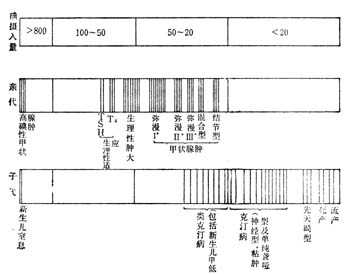 碘摄入量
>800
100~50
50~20
<20
亲代
高碘性甲状腺肿
TSH
T₄
生理性适应
生理性肿大
弥漫Ⅰ°
弥漫Ⅱ°
弥漫Ⅲ°
混合型
结节型
甲状腺肿
子代
新生儿窒息
类克汀病
（包括新生儿甲低
克汀病
（神经型、粘肿
型及单纯聋哑
先天畸型
死产
流产